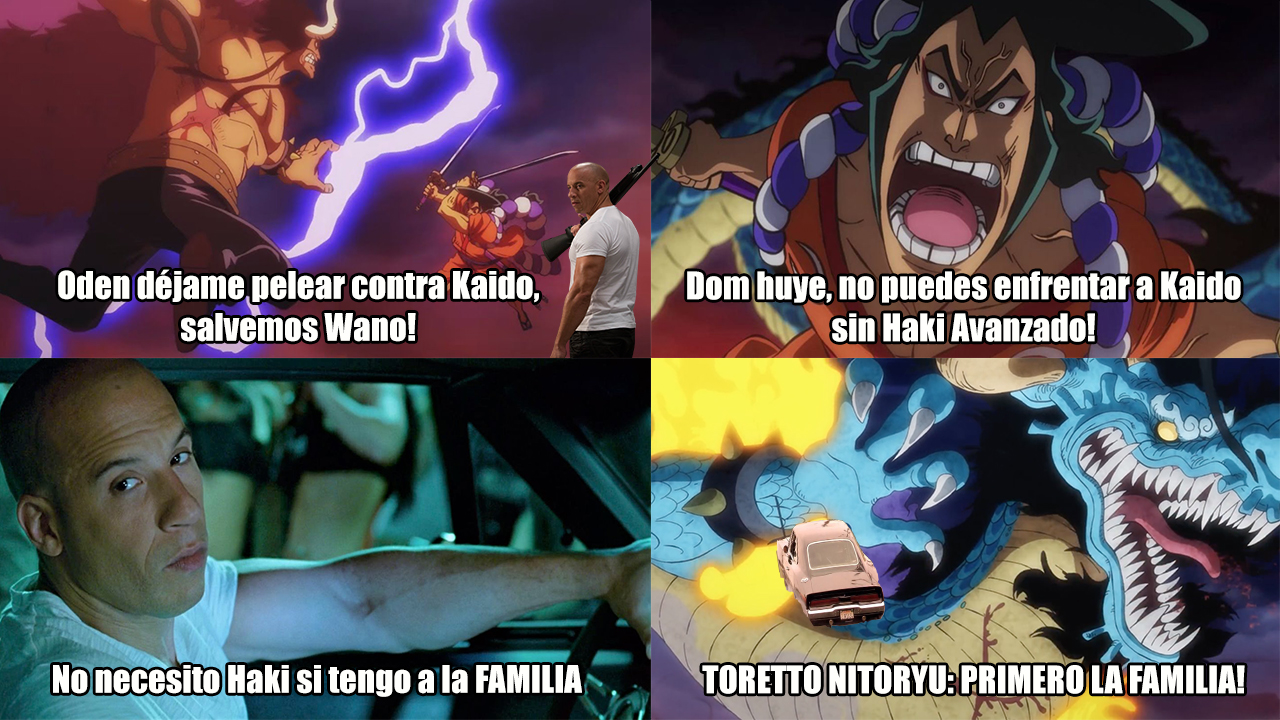 Oden déjame pelear contra Kaido,
salvemos Wano!
Dom huye, no puedes enfrentar a Kaido
sin Haki Avanzado!
No necesito Haki si tengo a la FAMILIA
TORETTO NITORYU: PRIMERO LA FAMILIA!